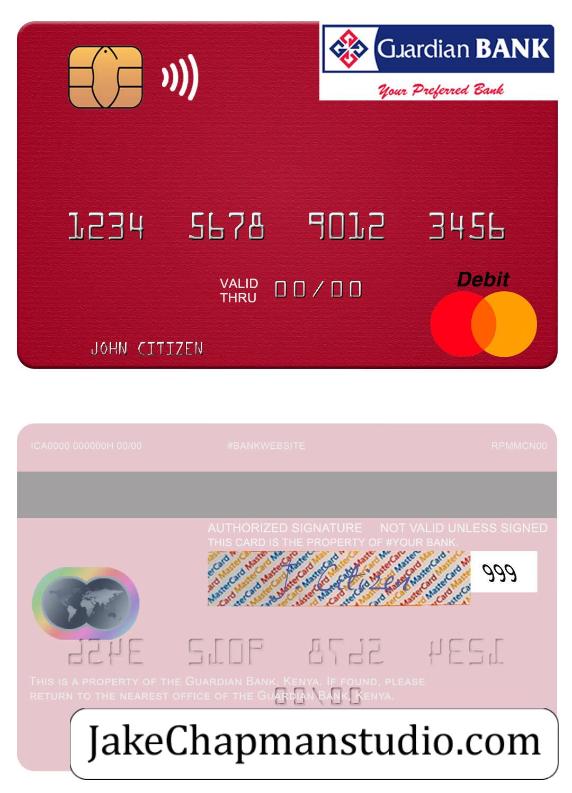 Guardian BANK
Your Preferred Bank
1234 5678 9012 3456
Debit
VALID THRU 00/00
JOHN CITIZEN
ICA0000 000000H 00/00 #BANKWEBSITE RPMMCN00
AUTHORIZED SIGNATURE NOT VALID UNLESS SIGNED
THIS CARD IS THE PROPERTY OF #YOUR BANK.
MasterCard MasterCard MasterCard
999
THIS IS A PROPERTY OF THE GUARDIAN BANK, KENYA. IF FOUND, PLEASE
RETURN TO THE NEAREST OFFICE OF THE GUARDIAN BANK, KENYA.
JakeChapmanstudio.com